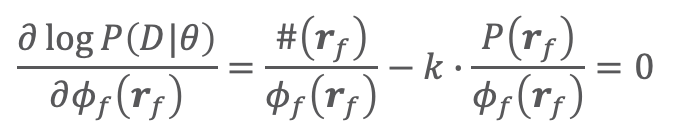 ∂ log P(D|θ) / ∂ϕ_f(𝒓_f) = #(𝒓_f) / ϕ_f(𝒓_f) − k · P(𝒓_f) / ϕ_f(𝒓_f) = 0